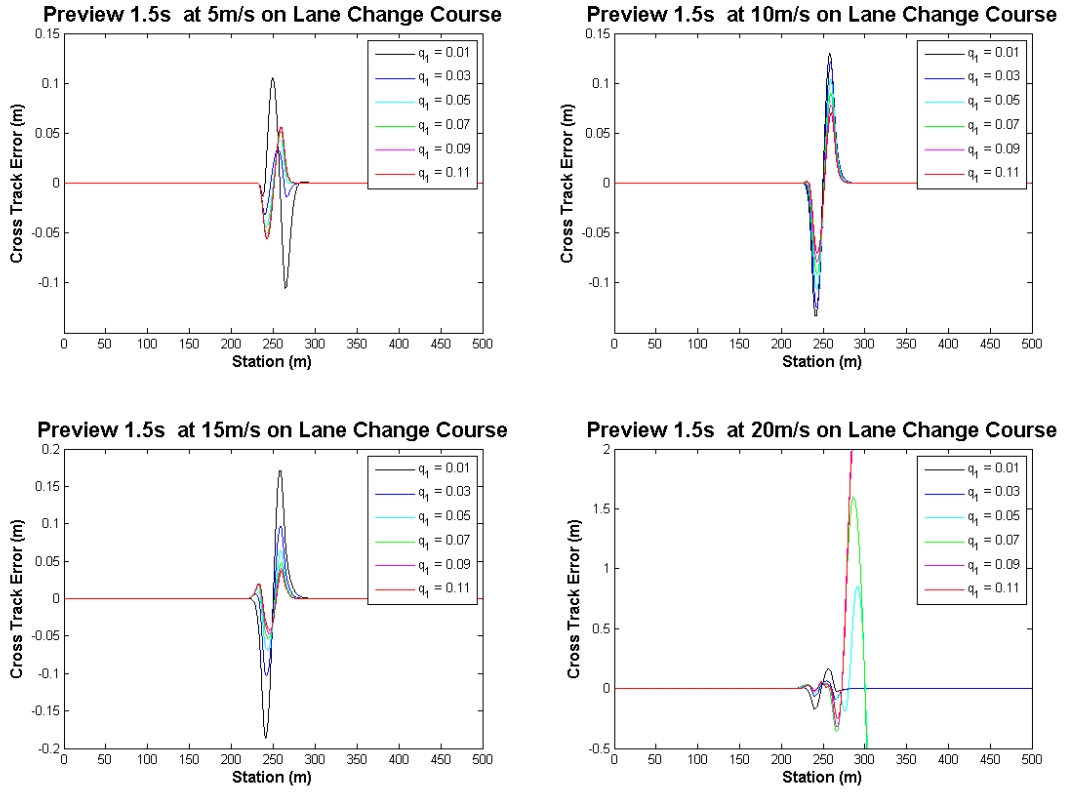 Preview 1.5s at 5m/s on Lane Change Course
0.15
0.1
0.05
0
-0.05
-0.1
Cross Track Error (m)
q1 = 0.01
q1 = 0.03
q1 = 0.05
q1 = 0.07
q1 = 0.09
q1 = 0.11
0 50 100 150 200 250 300 350 400 450 500
Station (m)
Preview 1.5s at 10m/s on Lane Change Course
0.15
0.1
0.05
0
-0.05
-0.1
Cross Track Error (m)
q1 = 0.01
q1 = 0.03
q1 = 0.05
q1 = 0.07
q1 = 0.09
q1 = 0.11
0 50 100 150 200 250 300 350 400 450 500
Station (m)
Preview 1.5s at 15m/s on Lane Change Course
0.2
0.15
0.1
0.05
0
-0.05
-0.1
-0.15
-0.2
Cross Track Error (m)
q1 = 0.01
q1 = 0.03
q1 = 0.05
q1 = 0.07
q1 = 0.09
q1 = 0.11
0 50 100 150 200 250 300 350 400 450 500
Station (m)
Preview 1.5s at 20m/s on Lane Change Course
2
1.5
1
0.5
0
-0.5
Cross Track Error (m)
q1 = 0.01
q1 = 0.03
q1 = 0.05
q1 = 0.07
q1 = 0.09
q1 = 0.11
0 50 100 150 200 250 300 350 400 450 500
Station (m)